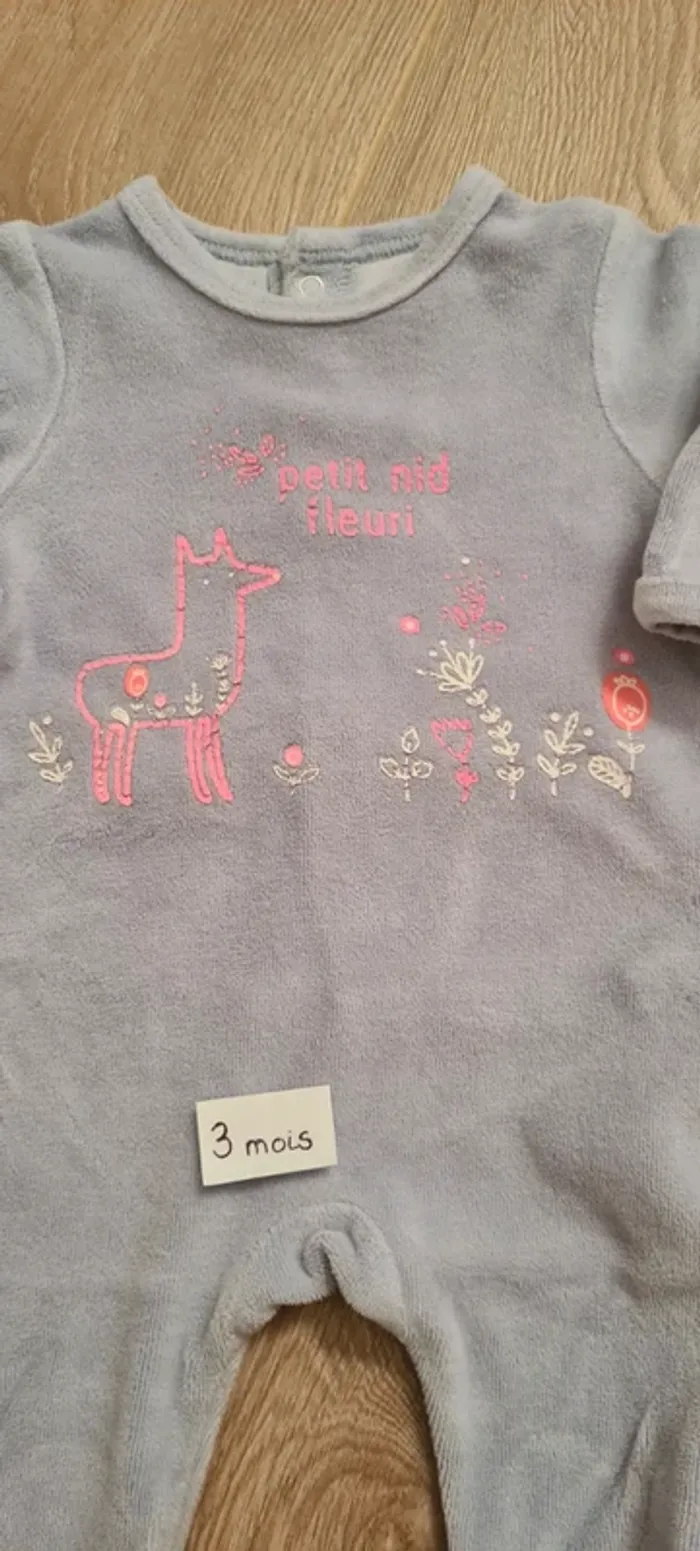 petit nid
fleuri
3 mois